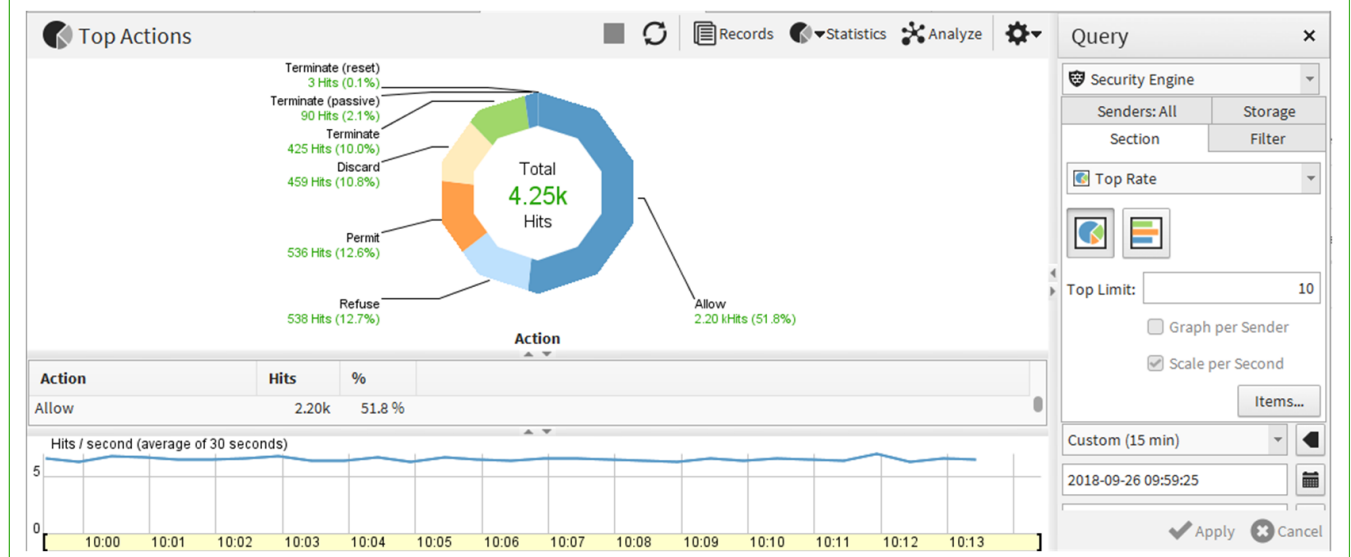 Top Actions
Records
Statistics
Analyze
Query
Terminate (reset)
3 Hits (0.1%)
Terminate (passive)
90 Hits (2.1%)
Terminate
425 Hits (10.0%)
Discard
459 Hits (10.8%)
Permit
536 Hits (12.6%)
Refuse
538 Hits (12.7%)
Total
4.25k
Hits
Allow
2.20 kHits (51.8%)
Action
Action Hits %
Allow 2.20k 51.8 %
Hits / second (average of 30 seconds)
5
0
10:00 10:01 10:02 10:03 10:04 10:05 10:06 10:07 10:08 10:09 10:10 10:11 10:12 10:13
Security Engine
Senders: All Storage
Section Filter
Top Rate
Top Limit: 10
Graph per Sender
Scale per Second
Items...
Custom (15 min)
2018-09-26 09:59:25
Apply Cancel